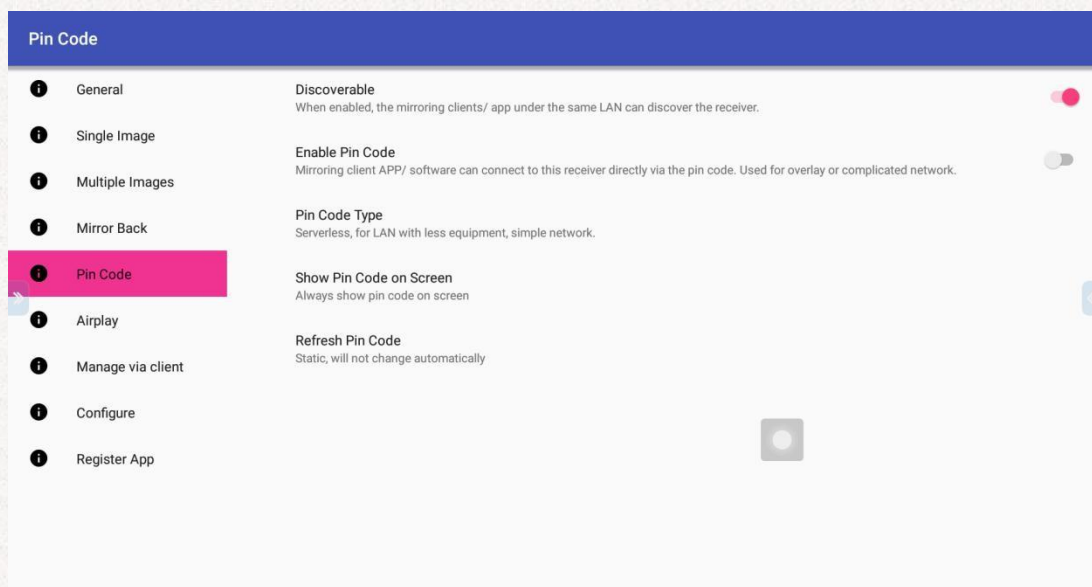 Pin Code
General
Single Image
Multiple Images
Mirror Back
Pin Code
Airplay
Manage via client
Configure
Register App
Discoverable
When enabled, the mirroring clients/ app under the same LAN can discover the receiver.
Enable Pin Code
Mirroring client APP/ software can connect to this receiver directly via the pin code. Used for overlay or complicated network.
Pin Code Type
Serverless, for LAN with less equipment, simple network.
Show Pin Code on Screen
Always show pin code on screen
Refresh Pin Code
Static, will not change automatically